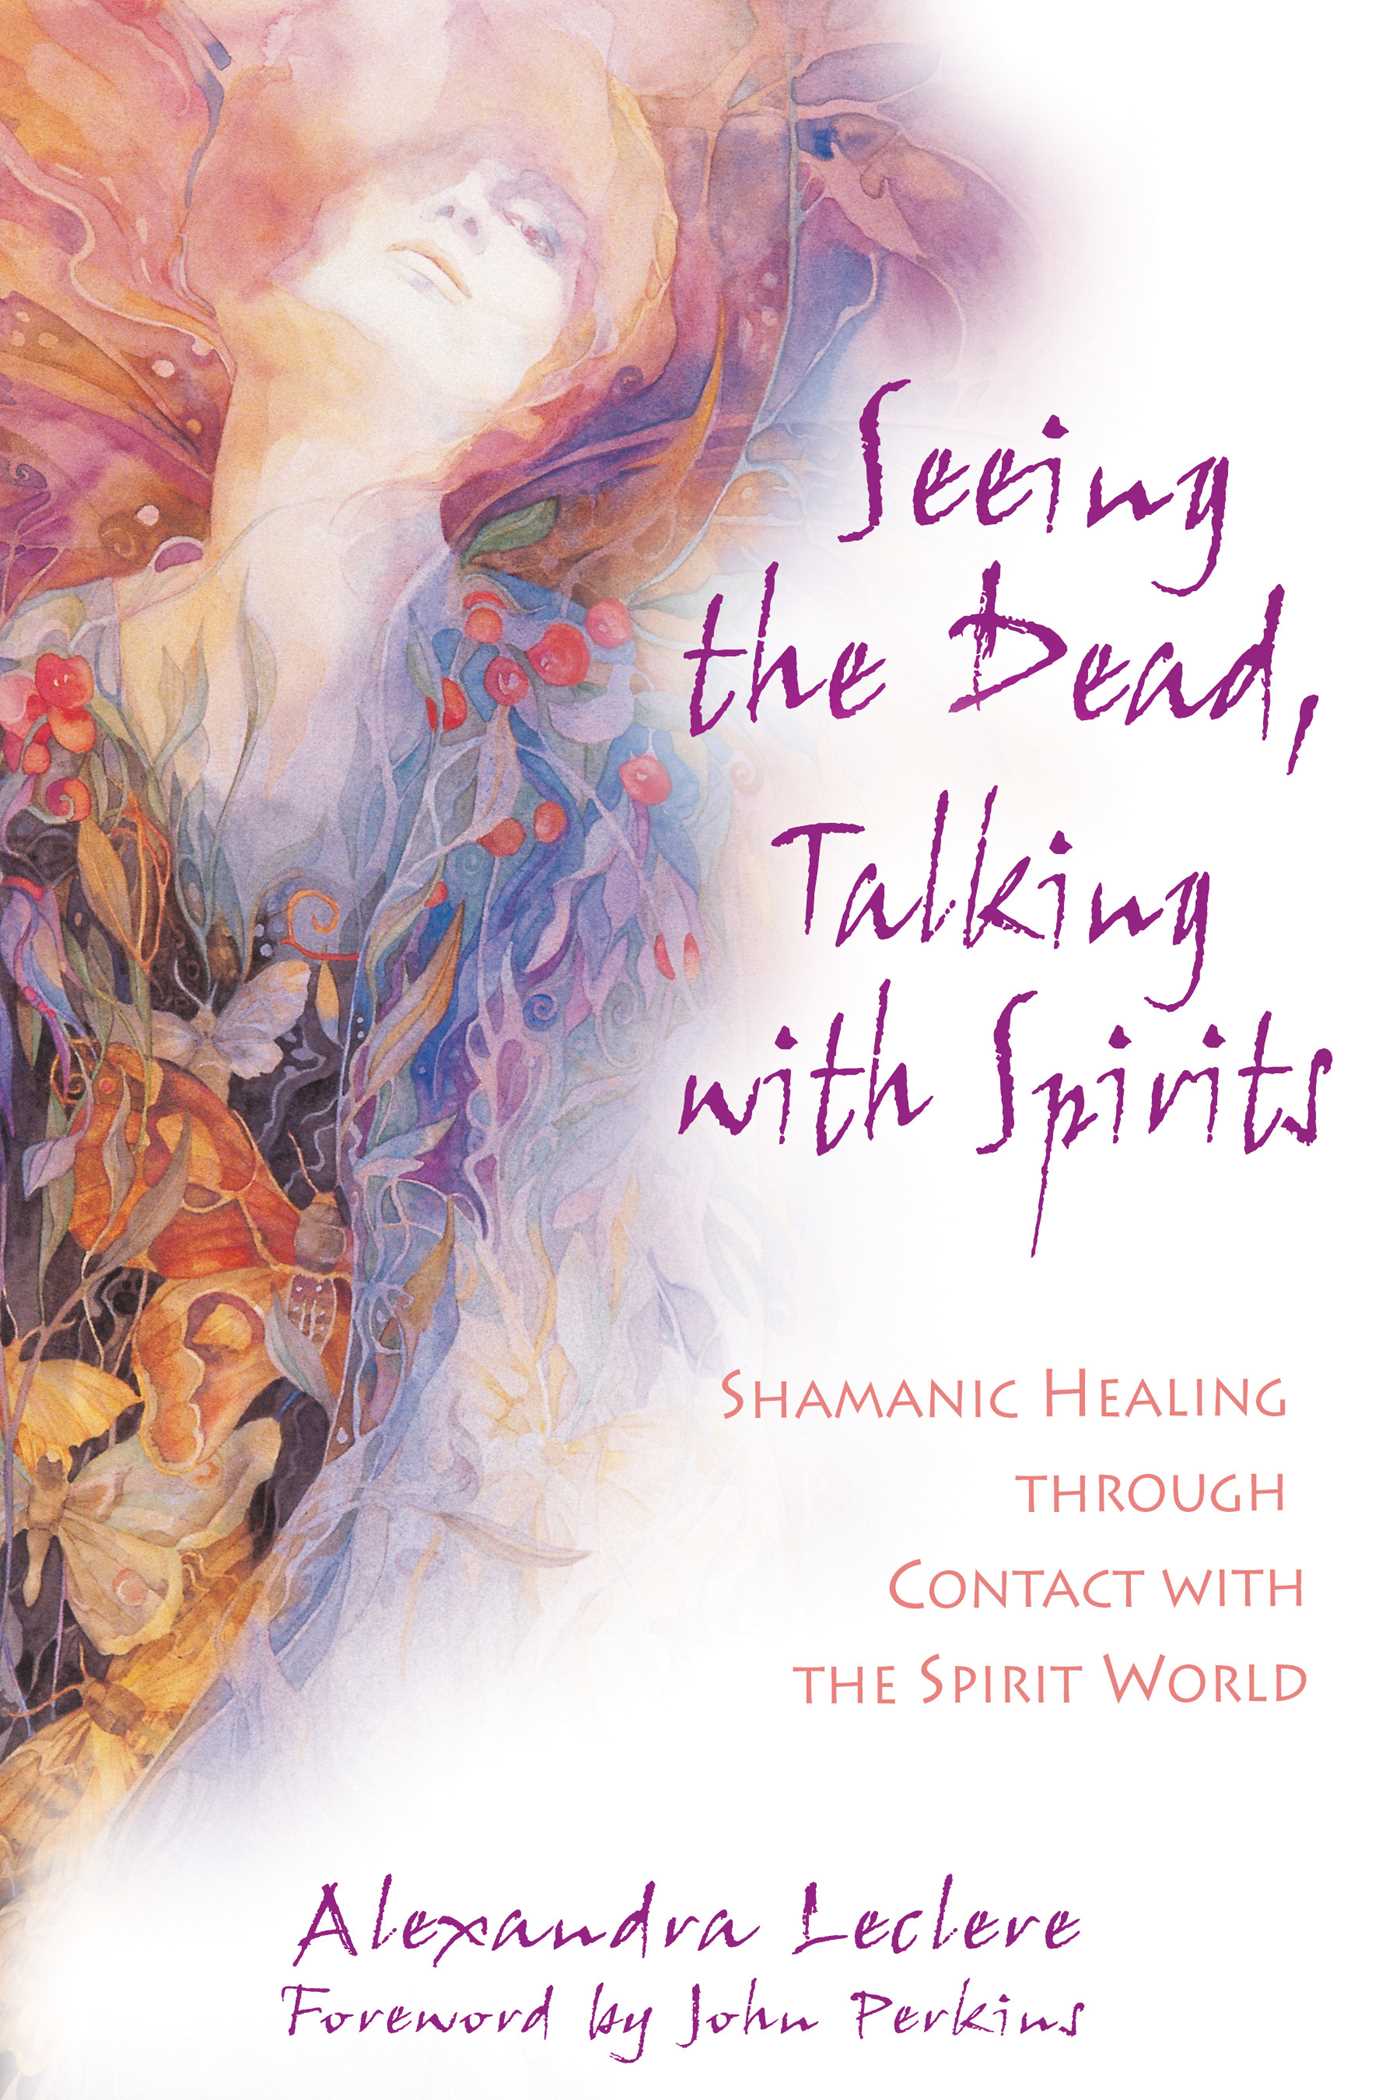 Seeing
the Dead,
Talking
with Spirits
Shamanic Healing
through
Contact with
the Spirit World
Alexandra Leclere
Foreword by John Perkins